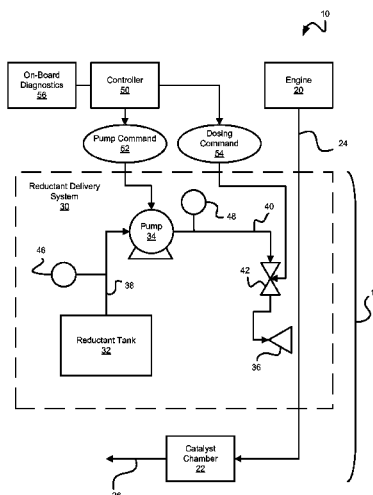 10
On-Board
Diagnostics
56
Controller
50
Engine
20
Pump Command
52
Dosing
Command
54
24
Reductant Delivery
System
30
Pump
34
48
40
46
38
42
Reductant Tank
32
36
Catalyst
Chamber
22